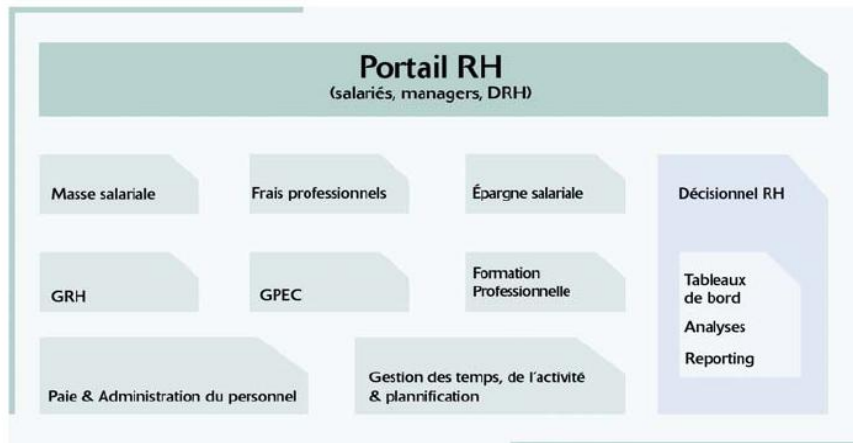 Portail RH
(salariés, managers, DRH)
Masse salariale
Frais professionnels
Épargne salariale
Décisionnel RH
GRH
GPEC
Formation
Professionnelle
Tableaux
de bord
Analyses
Reporting
Paie & Administration du personnel
Gestion des temps, de l'activité
& plannification